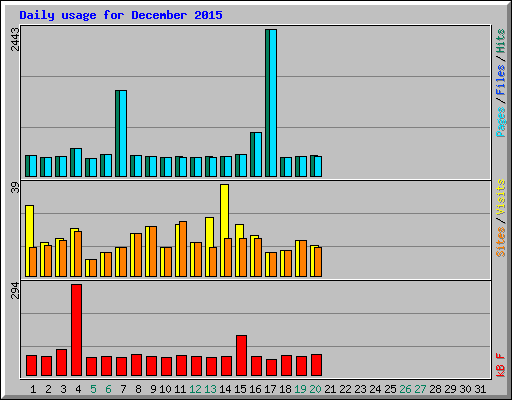 Daily usage for December 2015
2443
Pages/Files/Hits
39
Sites/Visits
294
kB F
1 2 3 4 5 6 7 8 9 10 11 12 13 14 15 16 17 18 19 20 21 22 23 24 25 26 27 28 29 30 31